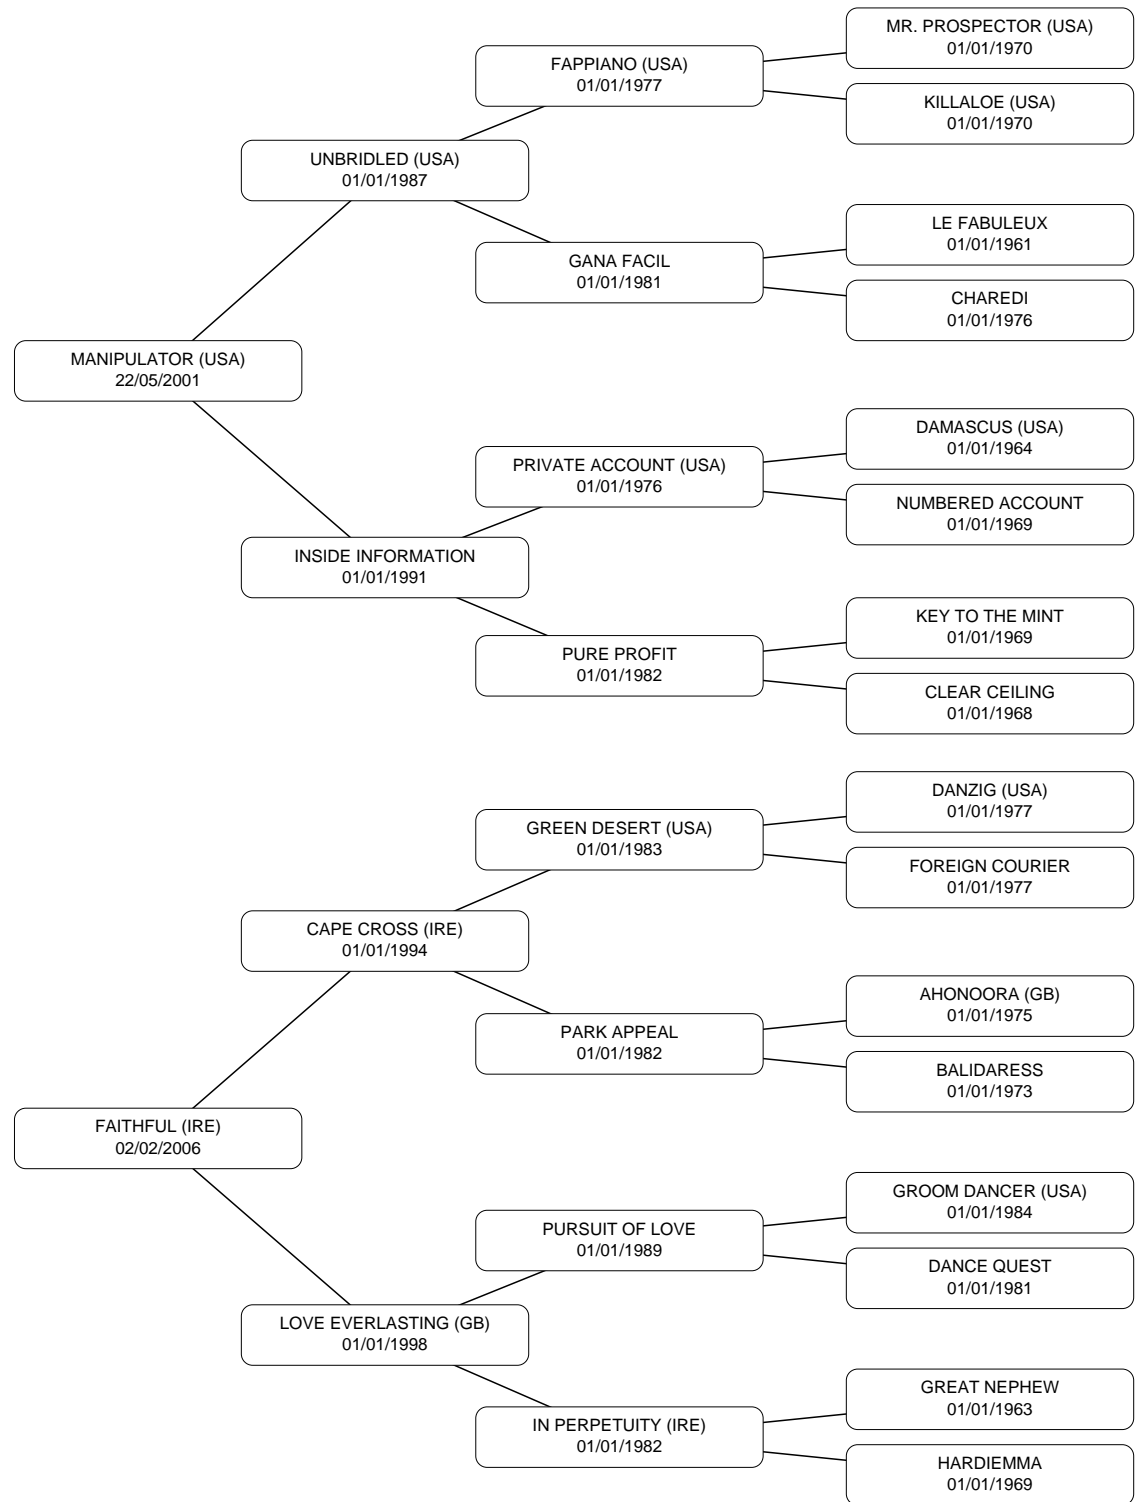 MR. PROSPECTOR (USA)
01/01/1970
FAPPIANO (USA)
01/01/1977
KILLALOE (USA)
01/01/1970
UNBRIDLED (USA)
01/01/1987
LE FABULEUX
01/01/1961
GANA FACIL
01/01/1981
CHAREDI
01/01/1976
MANIPULATOR (USA)
22/05/2001
DAMASCUS (USA)
01/01/1964
PRIVATE ACCOUNT (USA)
01/01/1976
NUMBERED ACCOUNT
01/01/1969
INSIDE INFORMATION
01/01/1991
KEY TO THE MINT
01/01/1969
PURE PROFIT
01/01/1982
CLEAR CEILING
01/01/1968
DANZIG (USA)
01/01/1977
GREEN DESERT (USA)
01/01/1983
FOREIGN COURIER
01/01/1977
CAPE CROSS (IRE)
01/01/1994
AHONOORA (GB)
01/01/1975
PARK APPEAL
01/01/1982
BALIDARESS
01/01/1973
FAITHFUL (IRE)
02/02/2006
GROOM DANCER (USA)
01/01/1984
PURSUIT OF LOVE
01/01/1989
DANCE QUEST
01/01/1981
LOVE EVERLASTING (GB)
01/01/1998
GREAT NEPHEW
01/01/1963
IN PERPETUITY (IRE)
01/01/1982
HARDIEMMA
01/01/1969